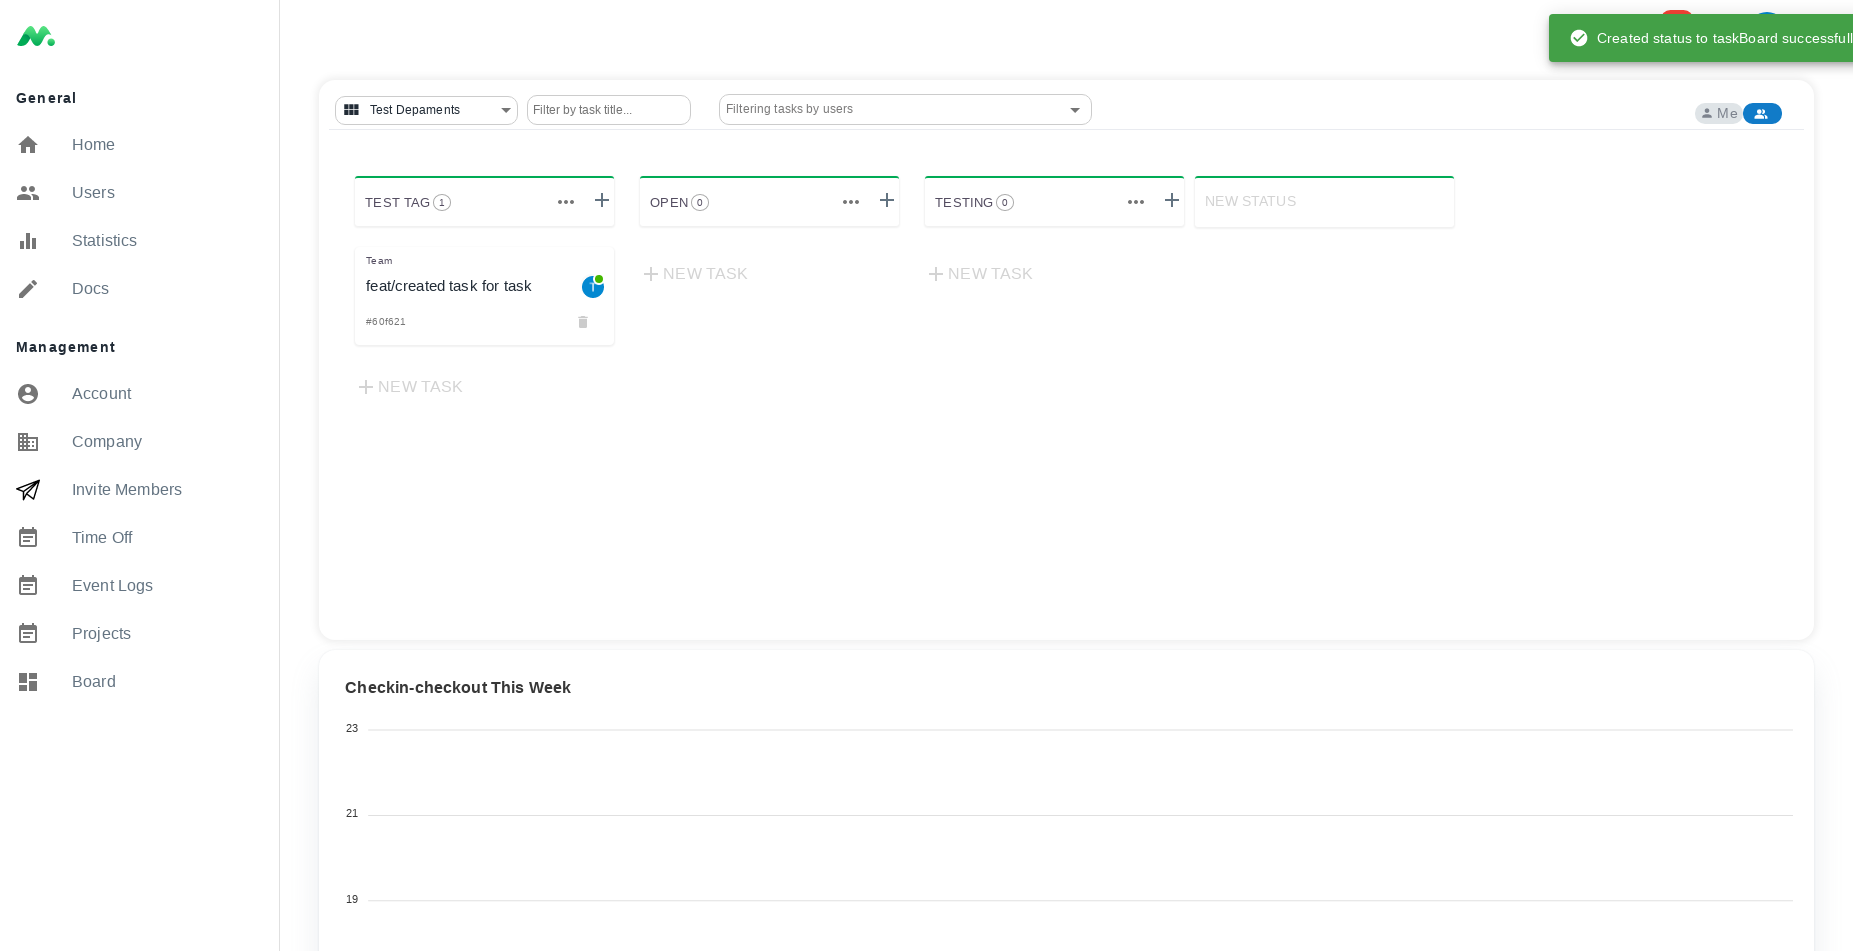 Created status to taskBoard successfull
General
Home
Users
Statistics
Docs
Management
Account
Company
Invite Members
Time Off
Event Logs
Projects
Board
Test Depaments
Filter by task title...
Filtering tasks by users
Me
TEST TAG 1
OPEN 0
TESTING 0
NEW STATUS
Team
feat/created task for task
T
#60f621
NEW TASK
NEW TASK
NEW TASK
Checkin-checkout This Week
23
21
19